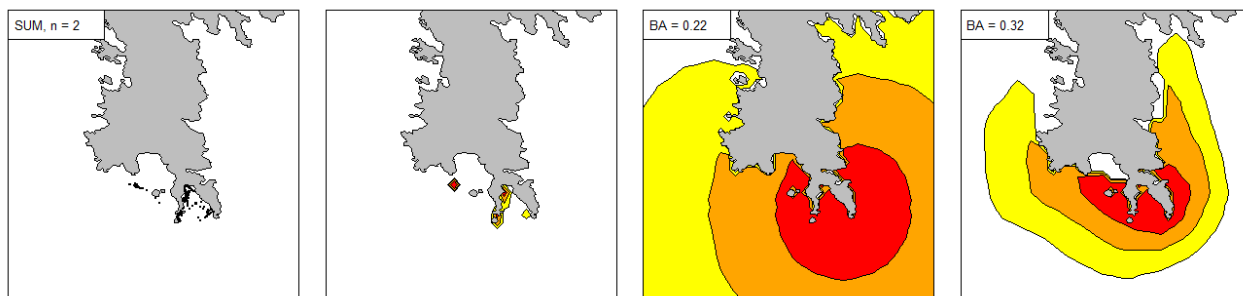 SUM, n = 2
BA = 0.22
BA = 0.32